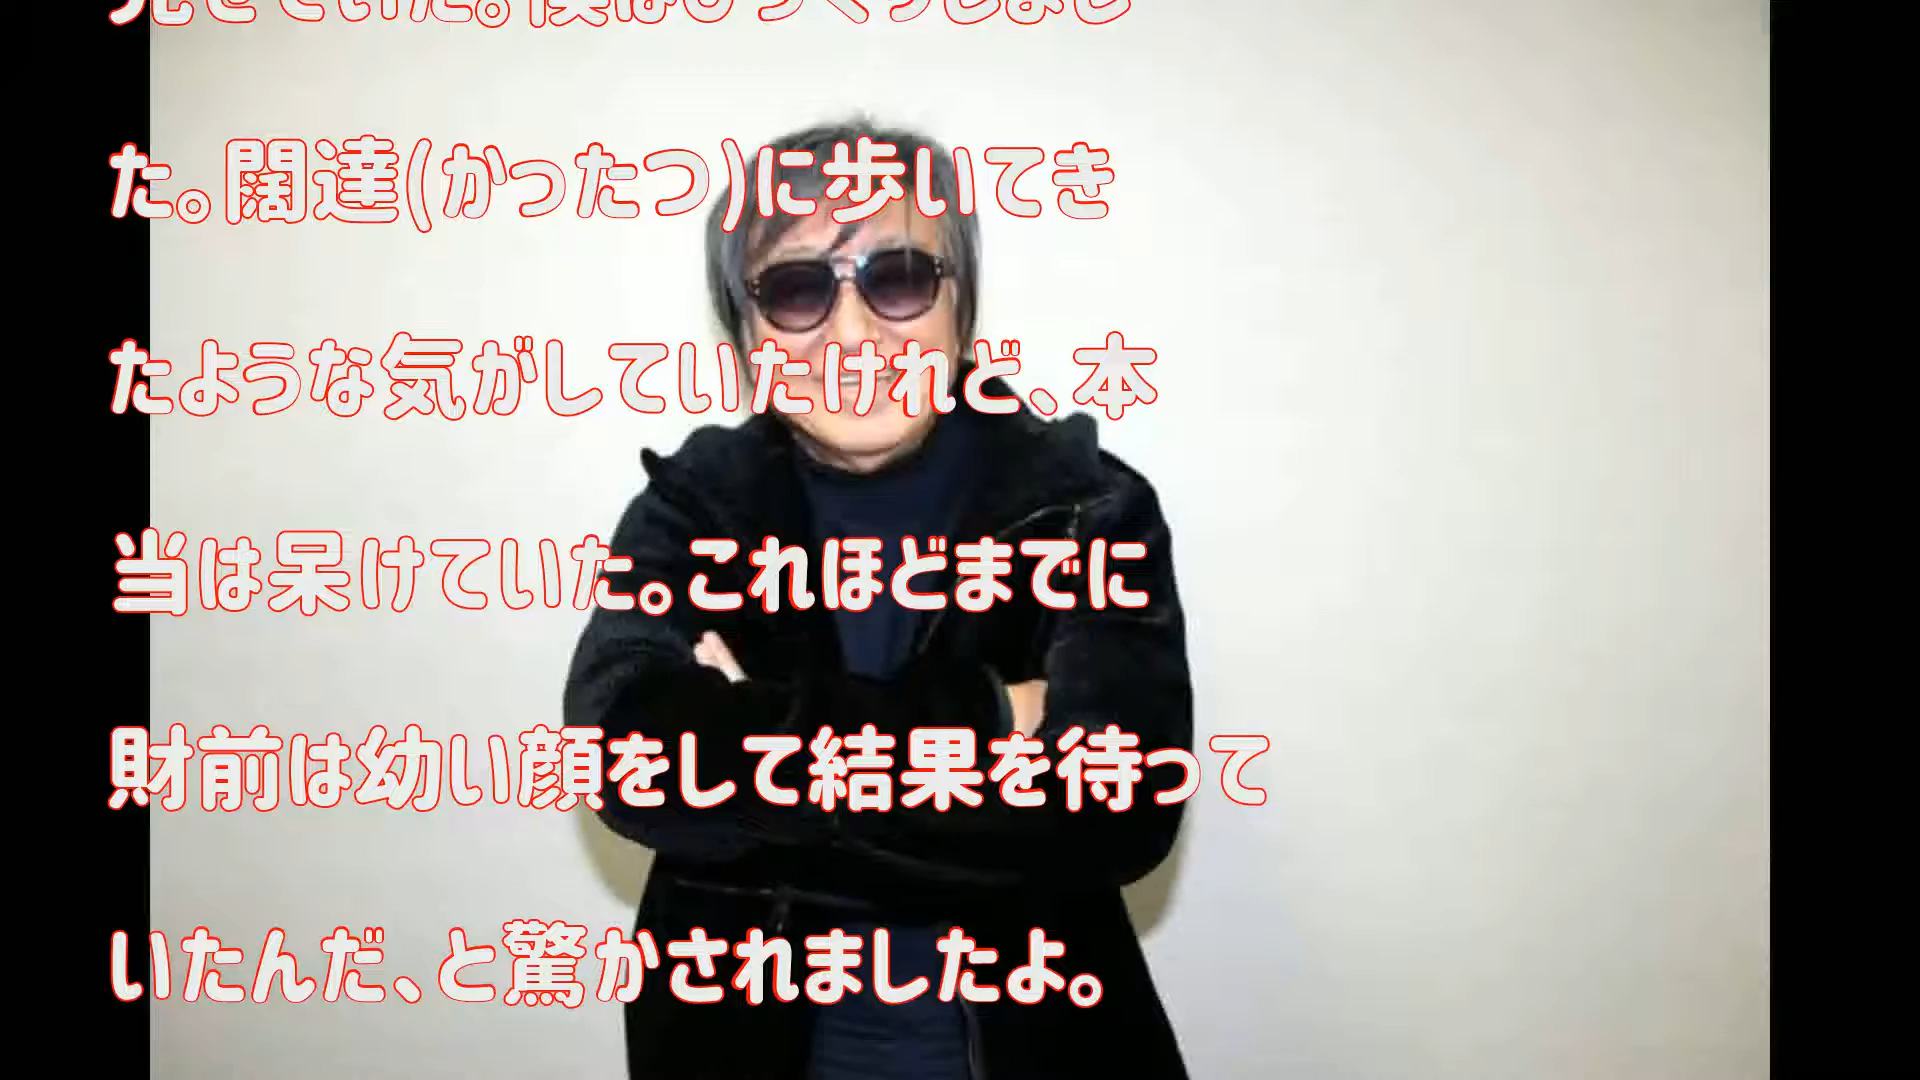 た。闊達(かったつ)に歩いてき
たような気がしていたけれど、本
当は呆けていた。これほどまでに
財前は幼い顔をして結果を待って
いたんだ、と驚かされましたよ。